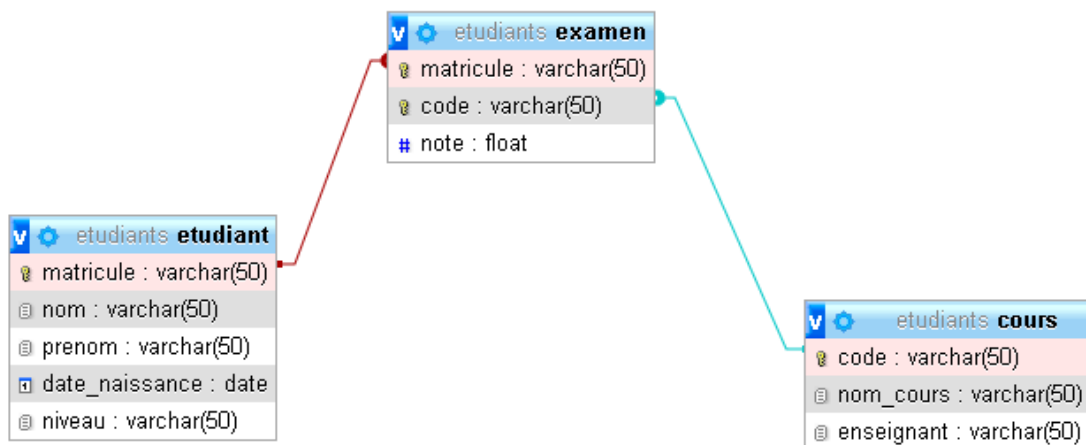 etudiants examen
matricule : varchar(50)
code : varchar(50)
# note : float
etudiants etudiant
matricule : varchar(50)
nom : varchar(50)
prenom : varchar(50)
date_naissance : date
niveau : varchar(50)
etudiants cours
code : varchar(50)
nom_cours : varchar(50)
enseignant : varchar(50)